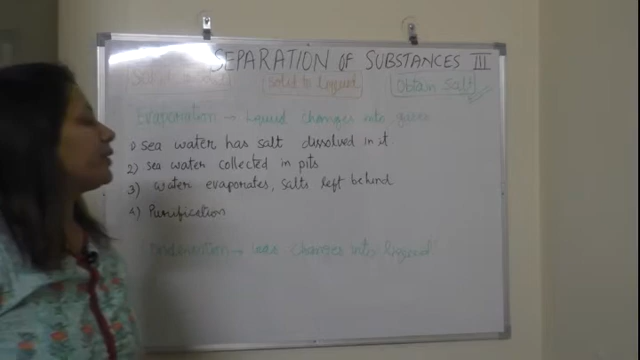 SEPARATION OF SUBSTANCES III
Solid to Liquid Obtain Salt
Evaporation → Liquid changes into gases
1) Sea water has salt dissolved in it.
2) Sea water collected in pits
3) Water evaporates, salts left behind
4) Purification
→ Gas changes into liquid